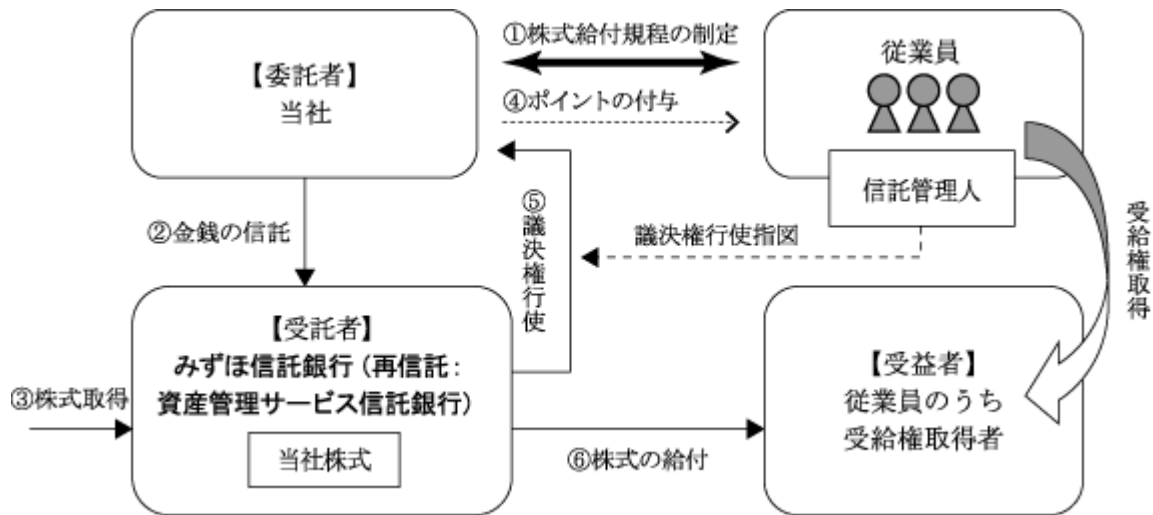 ①株式給付規程の制定
【委託者】
当社
従業員
④ポイントの付与
信託管理人
②金銭の信託
⑤議決権行使
議決権行使指図
受給権取得
【受託者】
みずほ信託銀行(再信託:
資産管理サービス信託銀行)
③株式取得
当社株式
⑥株式の給付
【受益者】
従業員のうち
受給権取得者